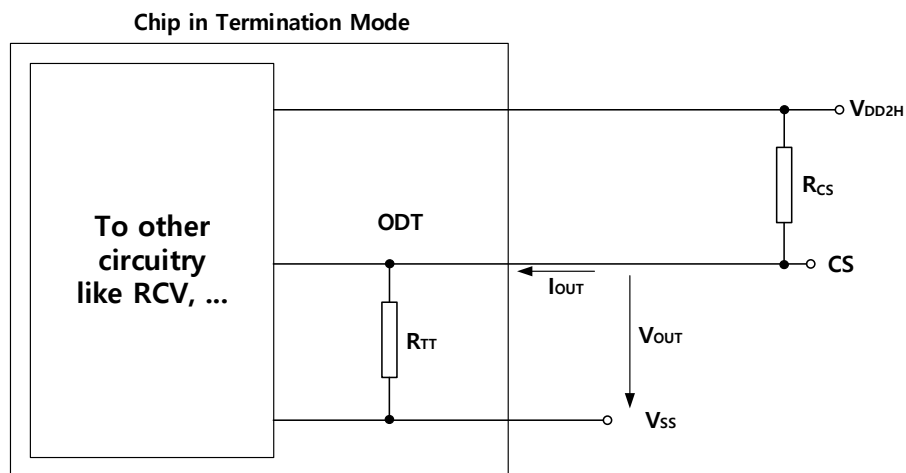 Chip in Termination Mode
VDD2H
RCS
To other
circuitry
like RCV, ...
ODT
CS
IOUT
RTT
VOUT
VSS